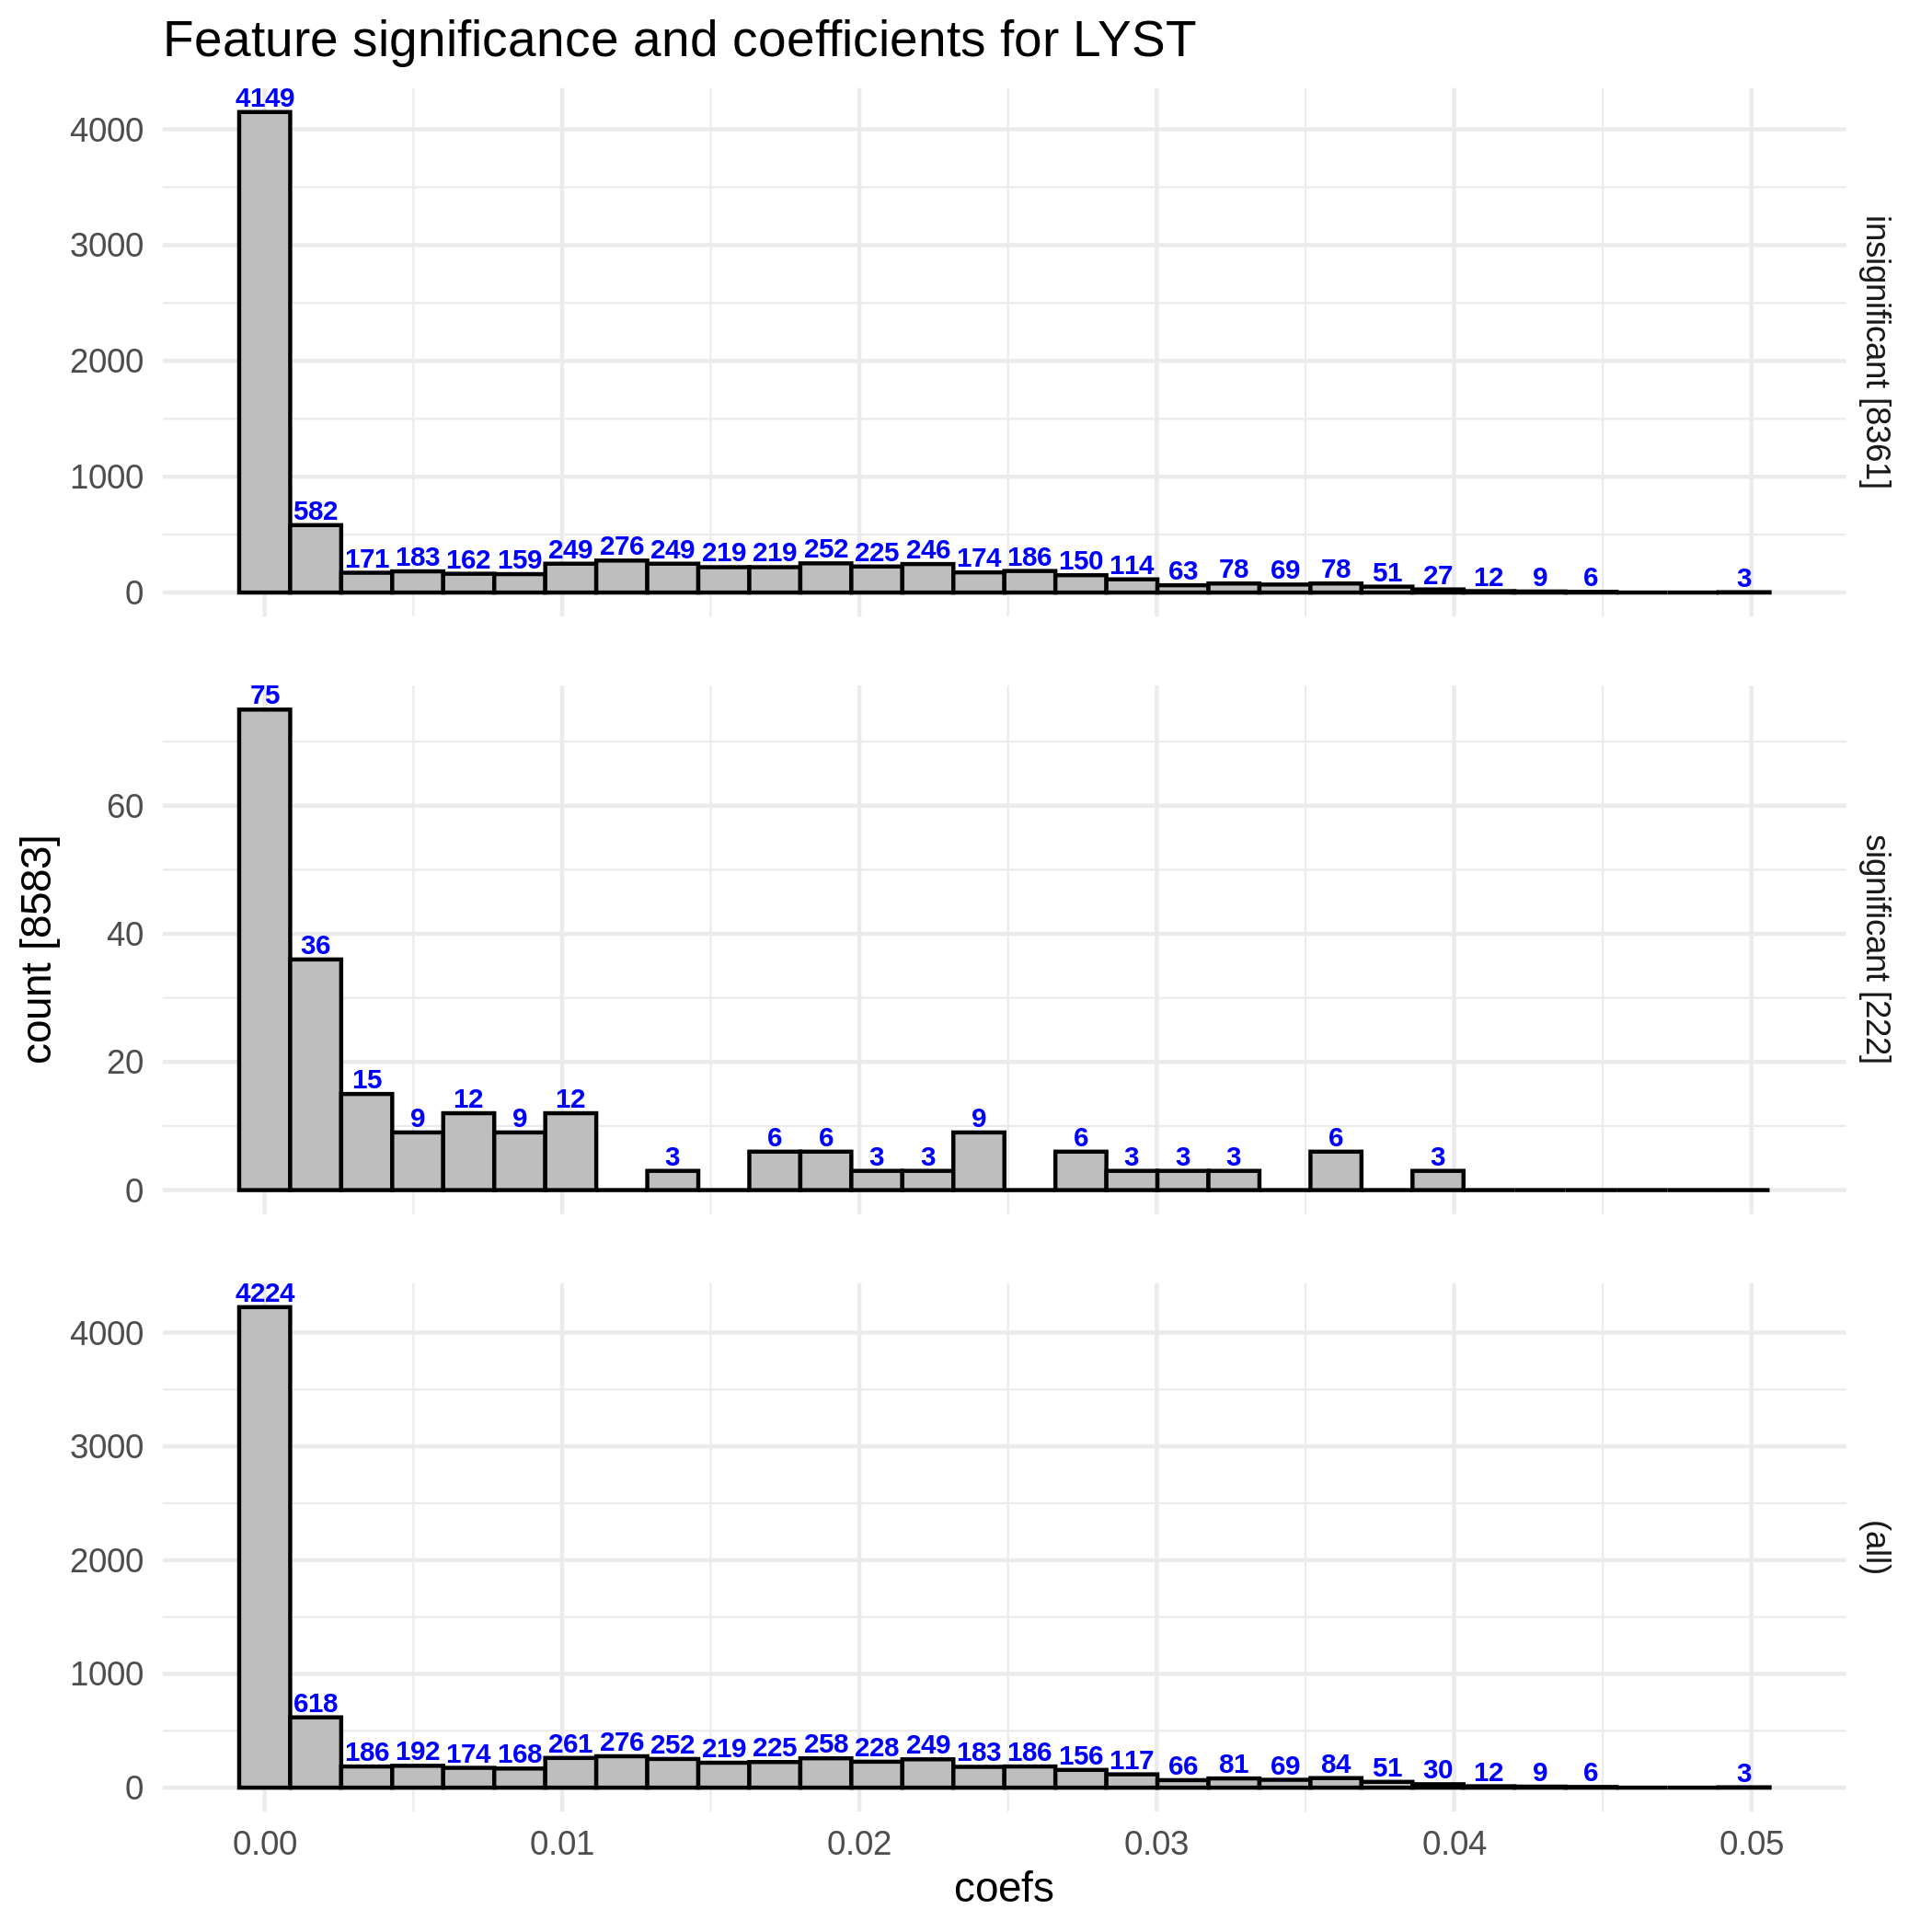 Feature significance and coefficients for LYST
4149
4000
3000
2000
1000
0
582
171 183 162 159 249 276 249 219 219 252 225 246 174 186 150 114 63 78 69 78 51 27 12 9 6 3
insignificant [8361]
75
60
40
20
0
36
15 9 12 9 12 3 6 6 3 3 9 6 3 3 3 6 3
significant [222]
count [8583]
4224
4000
3000
2000
1000
0
618
186 192 174 168 261 276 252 219 225 258 228 249 183 186 156 117 66 81 69 84 51 30 12 9 6 3
(all)
0.00 0.01 0.02 0.03 0.04 0.05
coefs